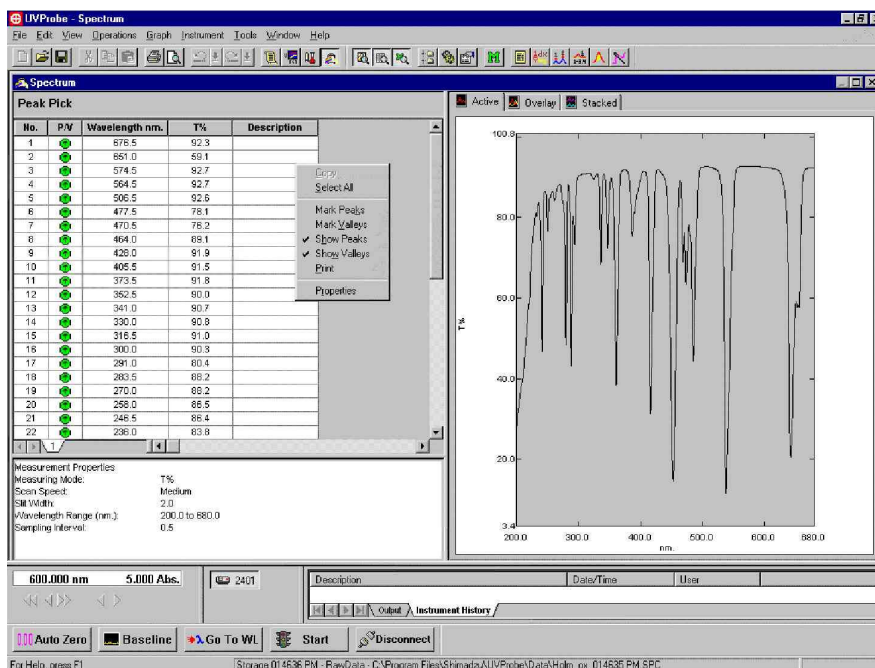 UVProbe - Spectrum
File Edit View Operations Graph Instrument Tools Window Help
Spectrum
Peak Pick
No. P/V Wavelength nm. T% Description
1 676.5 92.3
2 651.0 59.1
3 574.5 92.7
4 564.5 92.7
5 506.5 92.6
6 477.5 78.1
7 470.5 76.2
8 464.0 89.1
9 428.0 91.9
10 405.5 91.5
11 373.5 91.8
12 352.5 90.0
13 341.0 90.7
14 330.0 90.8
15 316.5 91.0
16 300.0 90.3
17 291.0 80.4
18 283.5 88.2
19 270.0 88.2
20 258.0 86.5
21 246.5 86.4
22 236.0 83.8
1
Copy
Select All
Mark Peaks
Mark Valleys
Show Peaks
Show Valleys
Print
Properties
Measurement Properties
Measuring Mode: T%
Scan Speed: Medium
Slit Width: 2.0
Wavelength Range (nm.): 200.0 to 680.0
Sampling Interval: 0.5
Active Overlay Stacked
100.8
80.0
60.0
40.0
20.0
3.4
T%
200.0 300.0 400.0 500.0 600.0 680.0
nm.
600.000 nm 5.000 Abs.
2401
Description Date/Time User
Output Instrument History
Auto Zero Baseline Go To WL Start Disconnect
For Help, press F1
Storage 014636 PM - RawData - C:\Program Files\Shimadzu\UVProbe\Data\Holm_ox_014635 PM.SPC